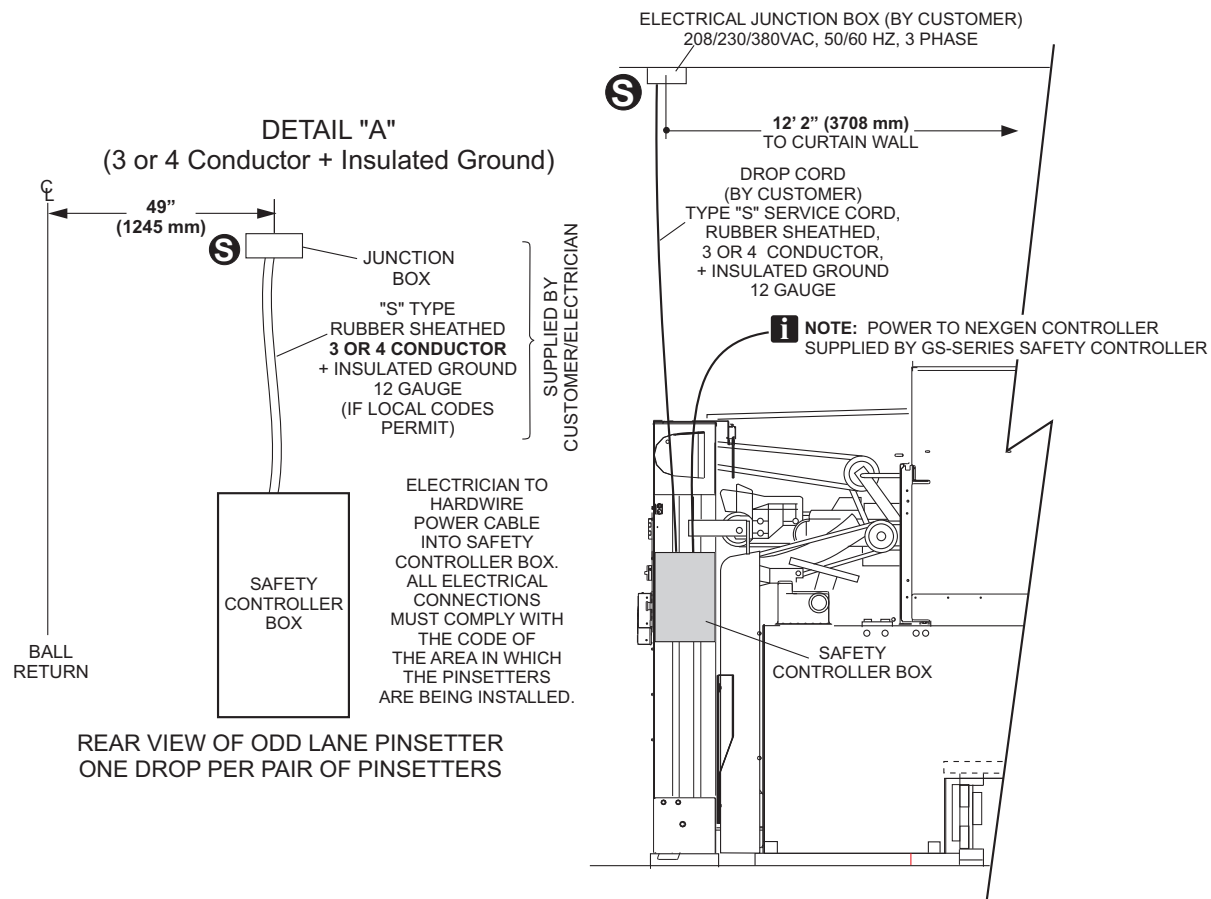 ELECTRICAL JUNCTION BOX (BY CUSTOMER)
208/230/380VAC, 50/60 HZ, 3 PHASE
S
12' 2” (3708 mm)
TO CURTAIN WALL
DROP CORD
(BY CUSTOMER)
TYPE "S" SERVICE CORD,
RUBBER SHEATHED,
3 OR 4 CONDUCTOR,
+ INSULATED GROUND
12 GAUGE
i NOTE: POWER TO NEXGEN CONTROLLER
SUPPLIED BY GS-SERIES SAFETY CONTROLLER
SAFETY
CONTROLLER BOX
DETAIL "A"
(3 or 4 Conductor + Insulated Ground)
CL
49”
(1245 mm)
S
JUNCTION
BOX
"S" TYPE
RUBBER SHEATHED
3 OR 4 CONDUCTOR
+ INSULATED GROUND
12 GAUGE
(IF LOCAL CODES
PERMIT)
SUPPLIED BY
CUSTOMER/ELECTRICIAN
ELECTRICIAN TO
HARDWIRE
POWER CABLE
INTO SAFETY
CONTROLLER BOX.
ALL ELECTRICAL
CONNECTIONS
MUST COMPLY WITH
THE CODE OF
THE AREA IN WHICH
THE PINSETTERS
ARE BEING INSTALLED.
SAFETY
CONTROLLER
BOX
BALL
RETURN
REAR VIEW OF ODD LANE PINSETTER
ONE DROP PER PAIR OF PINSETTERS